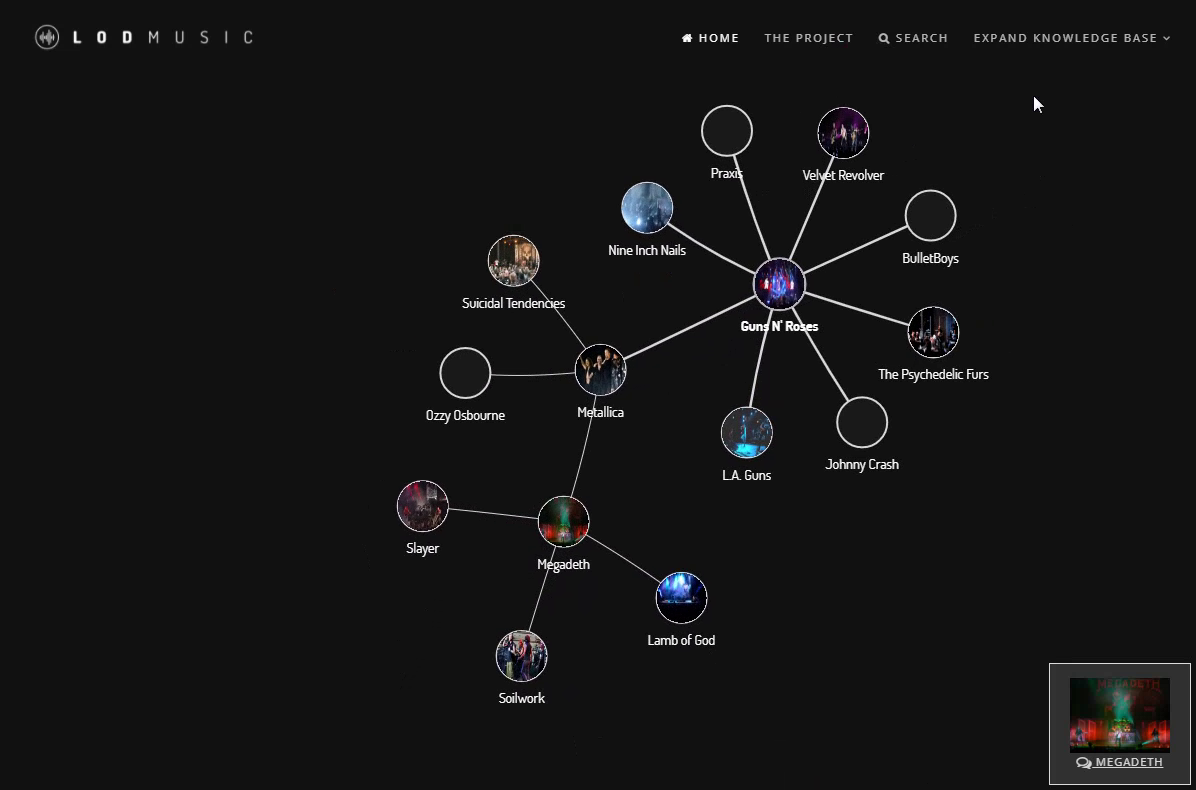 LODMUSIC
HOME
THE PROJECT
SEARCH
EXPAND KNOWLEDGE BASE
Praxis
Velvet Revolver
Nine Inch Nails
BulletBoys
Suicidal Tendencies
Guns N' Roses
The Psychedelic Furs
Ozzy Osbourne
Metallica
L.A. Guns
Johnny Crash
Slayer
Megadeth
Lamb of God
Soilwork
MEGADETH
MEGADETH